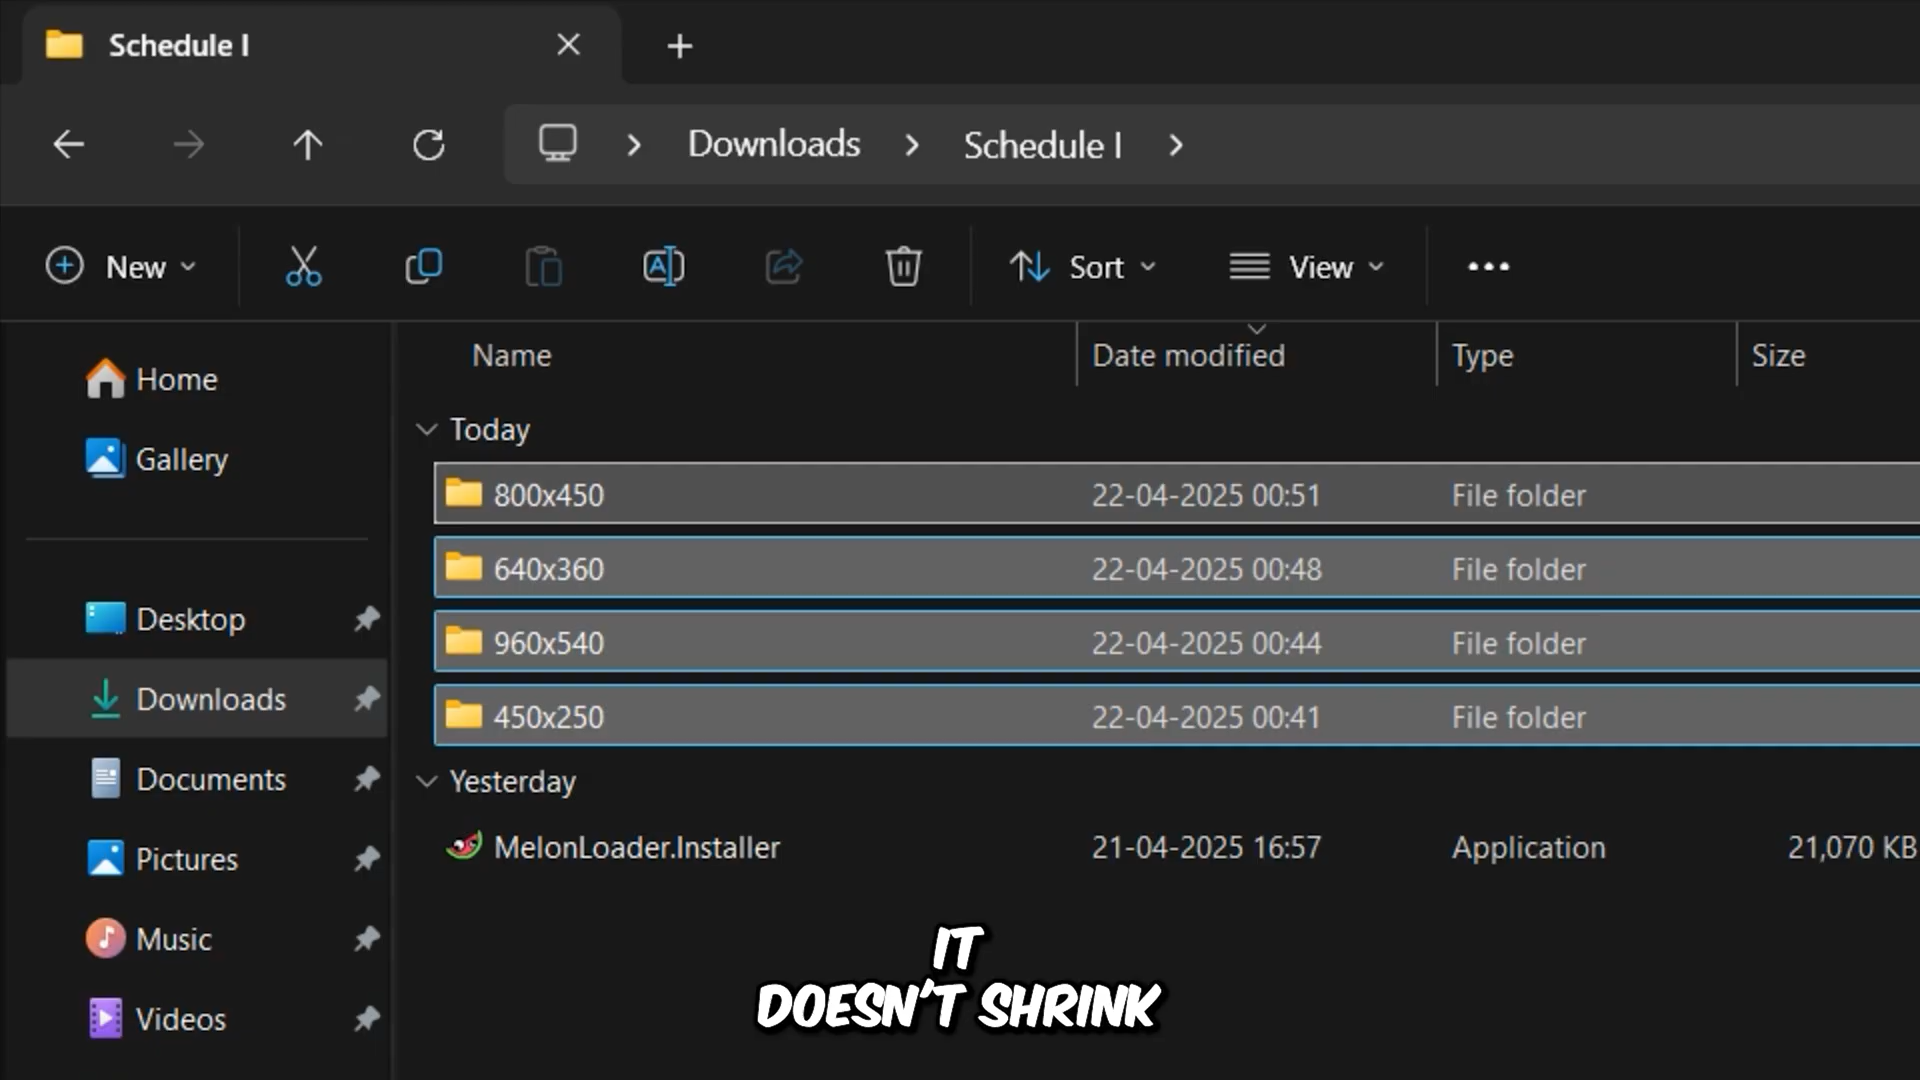 Schedule I
Downloads
Schedule I
New
Sort
View
Home
Gallery
Desktop
Downloads
Documents
Pictures
Music
Videos
Name Date modified Type Size
Today
800x450 22-04-2025 00:51 File folder
640x360 22-04-2025 00:48 File folder
960x540 22-04-2025 00:44 File folder
450x250 22-04-2025 00:41 File folder
Yesterday
MelonLoader.Installer 21-04-2025 16:57 Application 21,070 KB
IT
DOESN'T SHRINK